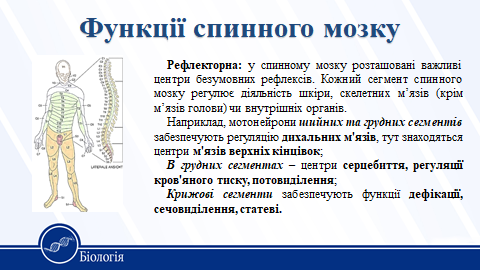 Функції спинного мозку
Рефлекторна: у спинному мозку розташовані важливі
центри безумовних рефлексів. Кожний сегмент спинного
мозку регулює діяльність шкіри, скелетних м’язів (крім
м’язів голови) чи внутрішніх органів.
Наприклад, мотонейрони шийних та грудних сегментів
забезпечують регуляцію дихальних м'язів, тут знаходяться
центри м'язів верхніх кінцівок;
В грудних сегментах – центри серцебиття, регуляції
кров'яного тиску, потовиділення;
Крижові сегменти забезпечують функції дефікації,
сечовиділення, статеві.
Біологія